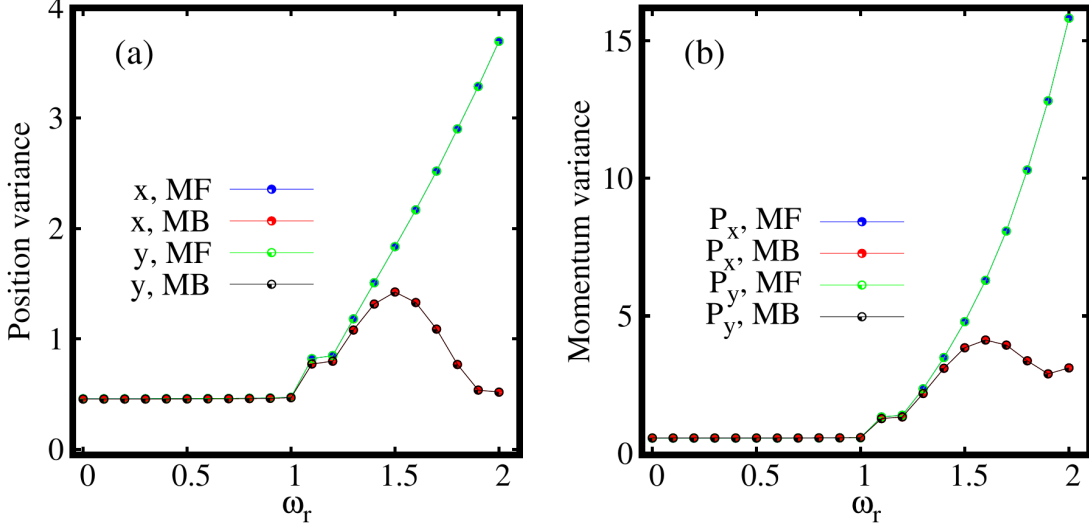 (a)
Position variance
4
3
2
1
0
x, MF
x, MB
y, MF
y, MB
0 0.5 1 1.5 2
ωr
(b)
Momentum variance
15
10
5
0
Px, MF
Px, MB
Py, MF
Py, MB
0 0.5 1 1.5 2
ωr